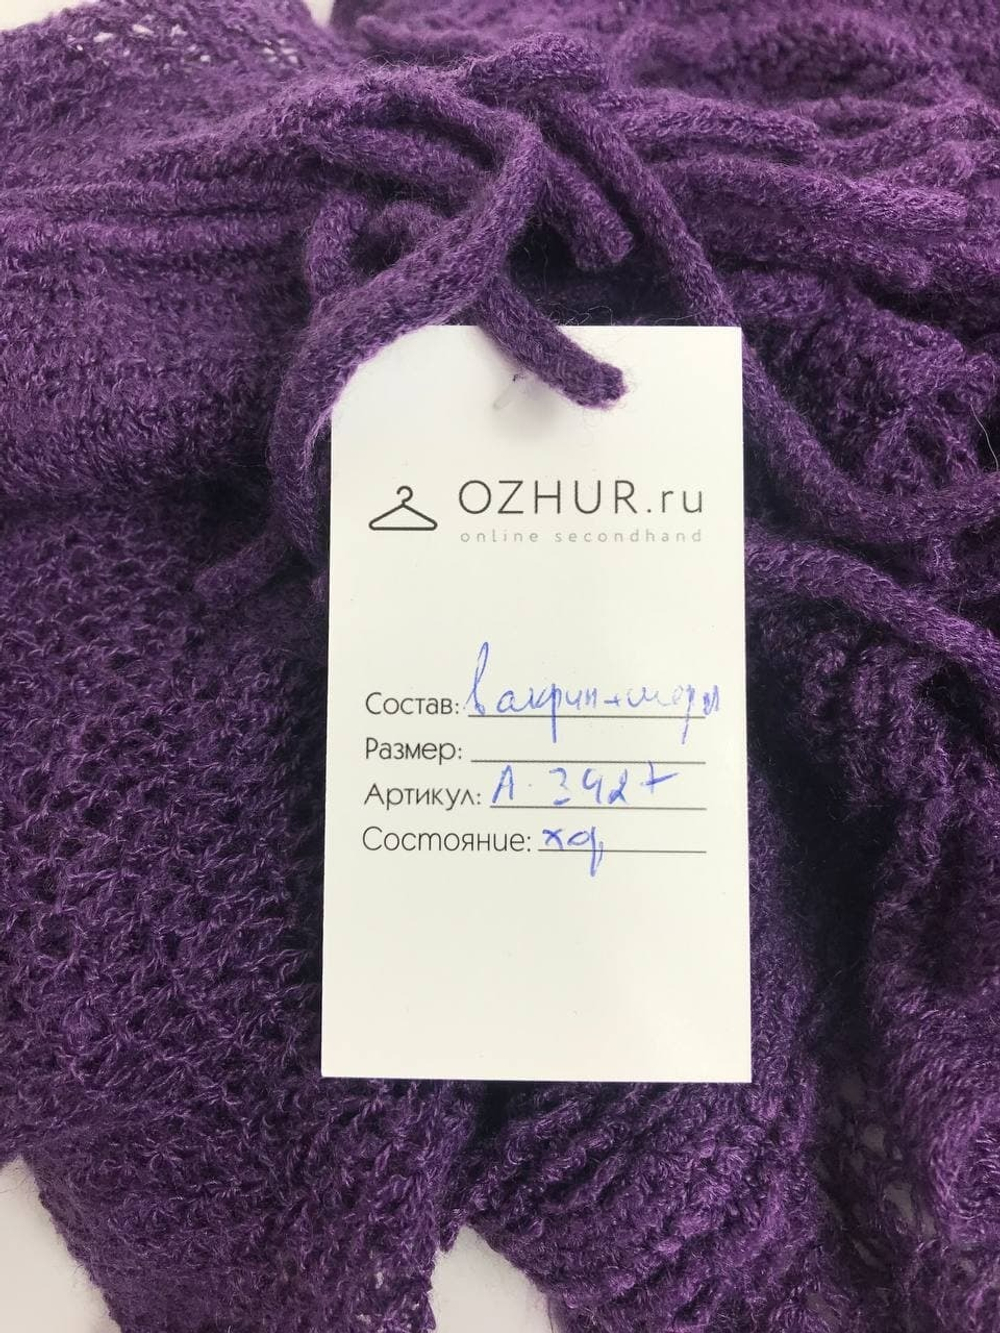 OZHUR.ru
online secondhand
Состав: акрил+шерсть
Размер:
Артикул: А-3427
Состояние: хор,